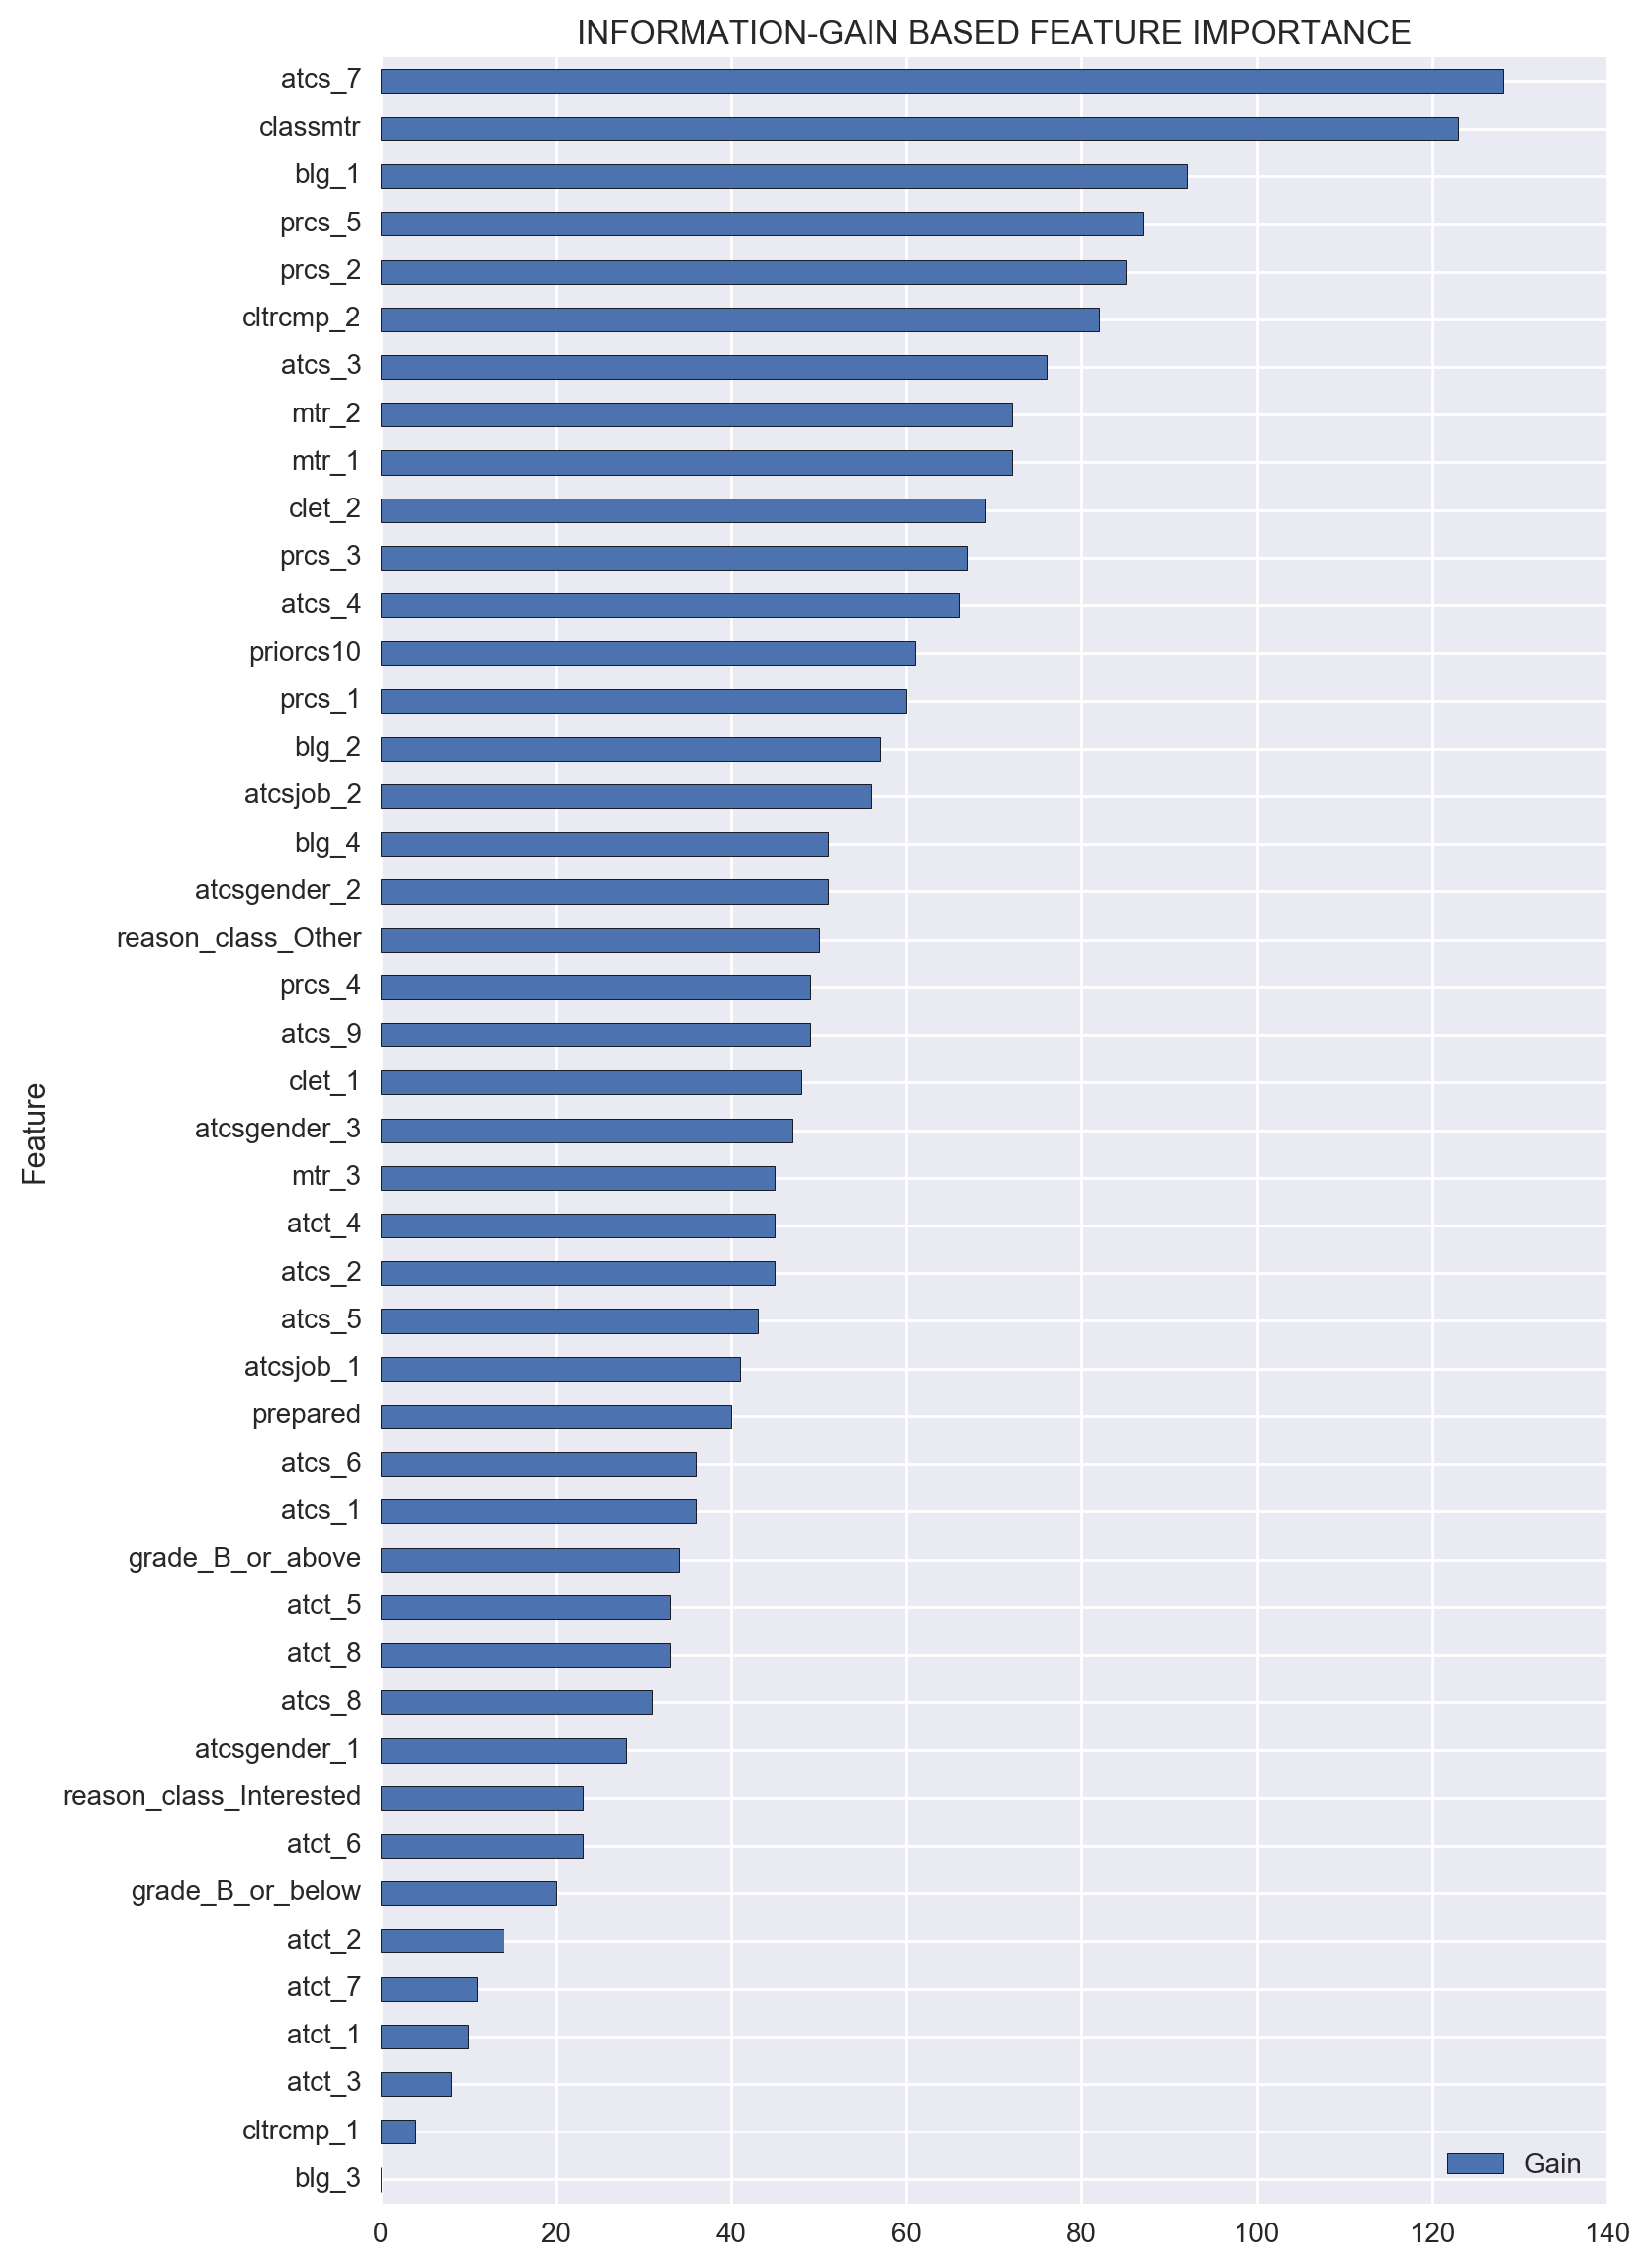 INFORMATION-GAIN BASED FEATURE IMPORTANCE
atcs_7
classmtr
blg_1
prcs_5
prcs_2
cltrcmp_2
atcs_3
mtr_2
mtr_1
clet_2
prcs_3
atcs_4
priorcs10
prcs_1
blg_2
atcsjob_2
blg_4
atcsgender_2
reason_class_Other
prcs_4
atcs_9
clet_1
atcsgender_3
mtr_3
atct_4
atcs_2
atcs_5
atcsjob_1
prepared
atcs_6
atcs_1
grade_B_or_above
atct_5
atct_8
atcs_8
atcsgender_1
reason_class_Interested
atct_6
grade_B_or_below
atct_2
atct_7
atct_1
atct_3
cltrcmp_1
blg_3
Feature
Gain
0 20 40 60 80 100 120 140